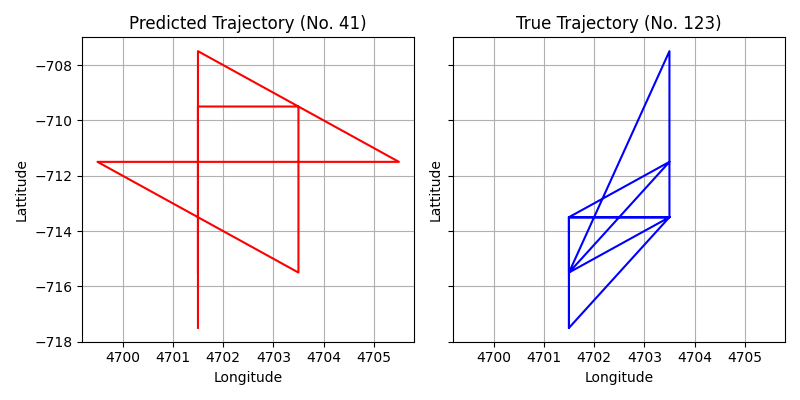 Predicted Trajectory (No. 41)
True Trajectory (No. 123)
−708
−710
−712
−714
−716
−718
Lattitude
Lattitude
4700 4701 4702 4703 4704 4705
4700 4701 4702 4703 4704 4705
Longitude
Longitude